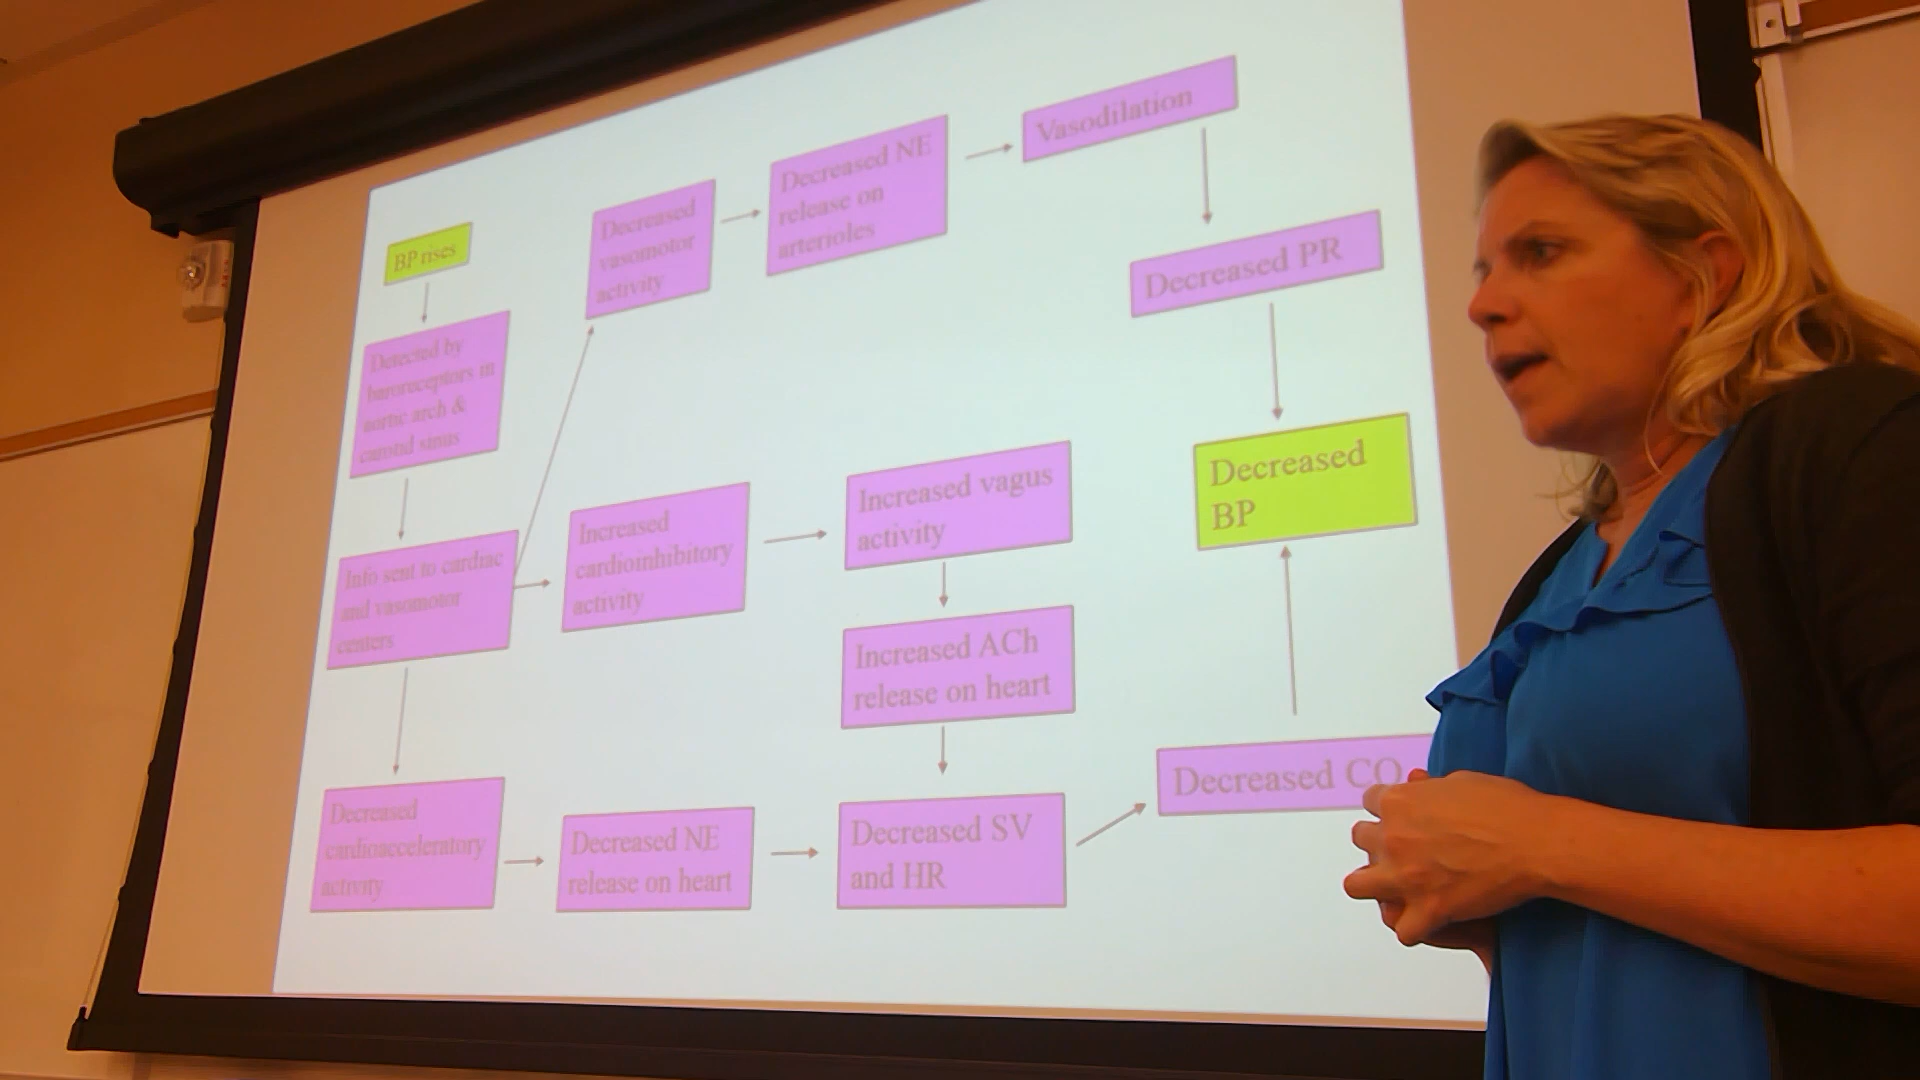 BP rises
Detected by
baroreceptors in
aortic arch &
carotid sinus
Info sent to cardiac
and vasomotor
centers
Decreased
vasomotor
activity
Decreased NE
release on
arterioles
Vasodilation
Decreased PR
Increased
cardioinhibitory
activity
Increased vagus
activity
Increased ACh
release on heart
Decreased
cardioacceleratory
activity
Decreased NE
release on heart
Decreased SV
and HR
Decreased CO
Decreased
BP